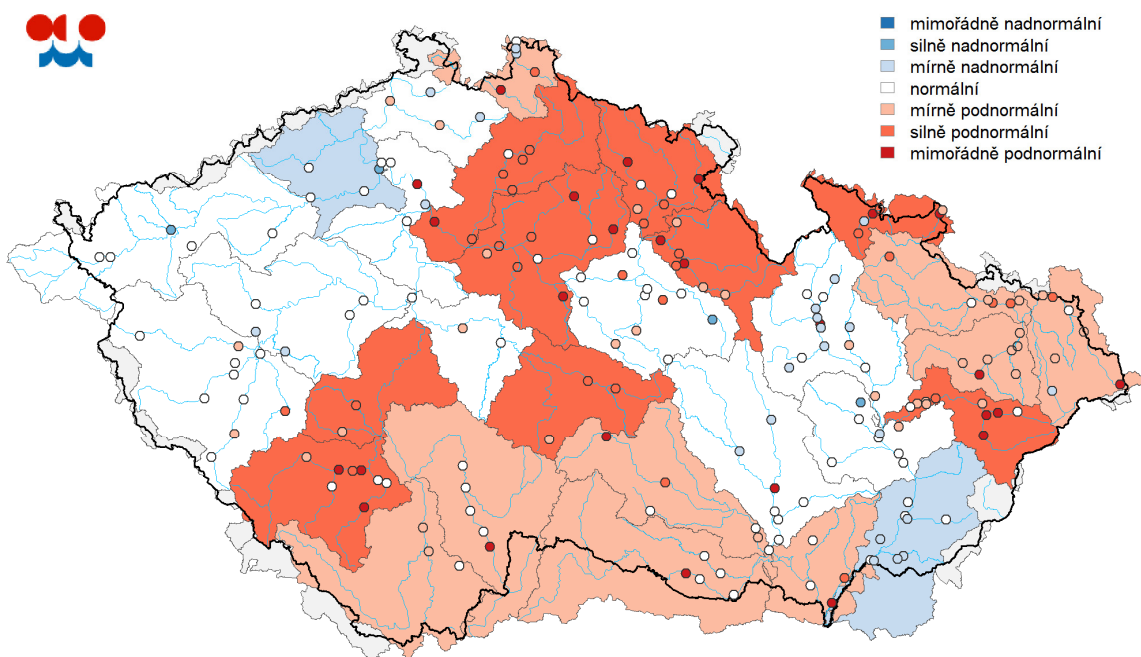 mimořádně nadnormální
silně nadnormální
mírně nadnormální
normální
mírně podnormální
silně podnormální
mimořádně podnormální